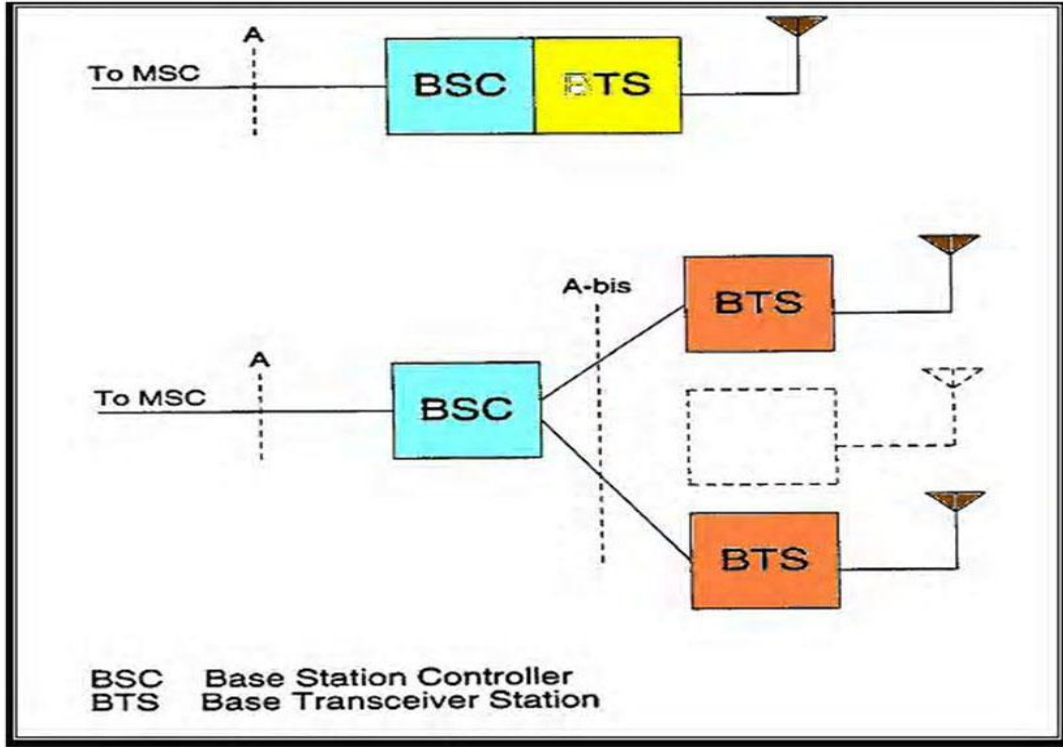 A
To MSC
BSC BTS
A-bis
BTS
A
To MSC
BSC
BTS
BSC Base Station Controller
BTS Base Transceiver Station